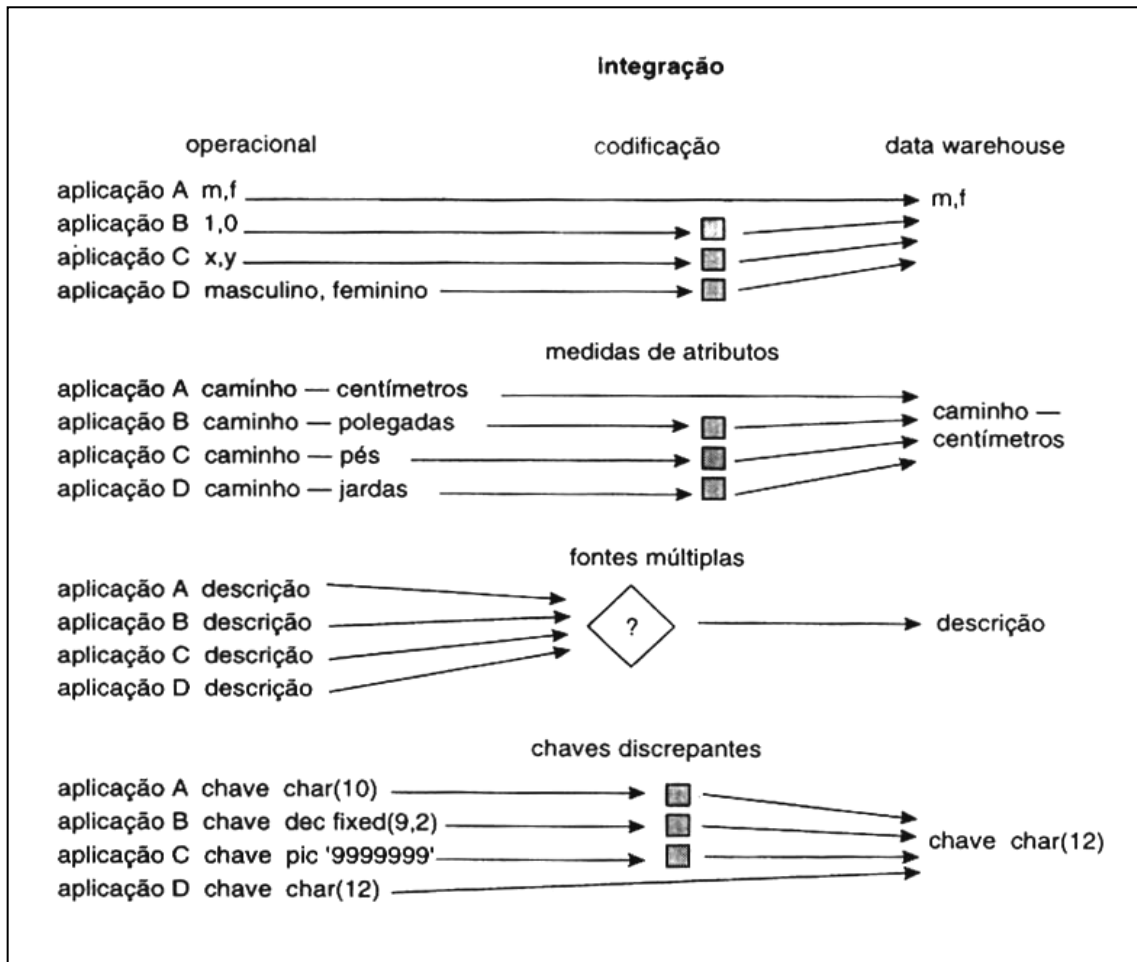 integração
operacional codificação data warehouse
aplicação A m,f m,f
aplicação B 1,0
aplicação C x,y
aplicação D masculino, feminino
medidas de atributos
aplicação A caminho — centímetros
aplicação B caminho — polegadas
aplicação C caminho — pés
aplicação D caminho — jardas
caminho —
centímetros
fontes múltiplas
aplicação A descrição
aplicação B descrição
aplicação C descrição
aplicação D descrição
?
descrição
chaves discrepantes
aplicação A chave char(10)
aplicação B chave dec fixed(9,2)
aplicação C chave pic '9999999'
aplicação D chave char(12)
chave char(12)